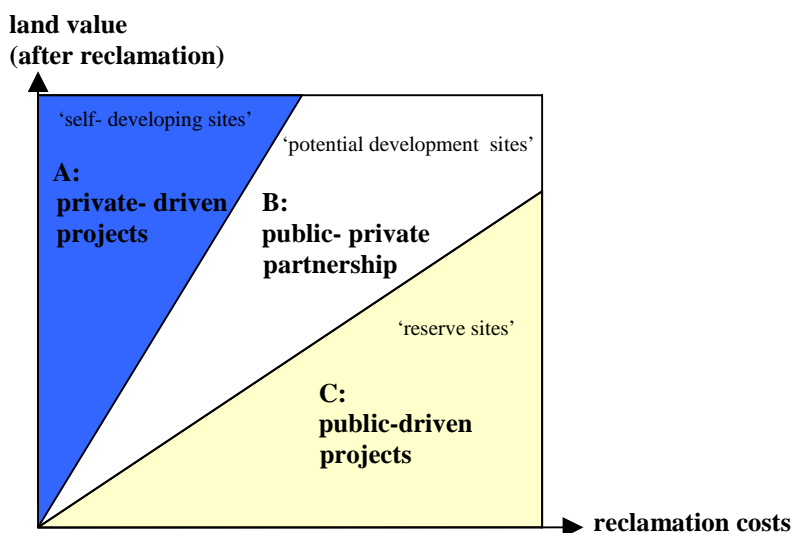 land value
(after reclamation)
‘self- developing sites’
‘potential development  sites’
A:
private- driven
projects
B:
public- private
partnership
‘reserve sites’
C:
public-driven
projects
reclamation costs